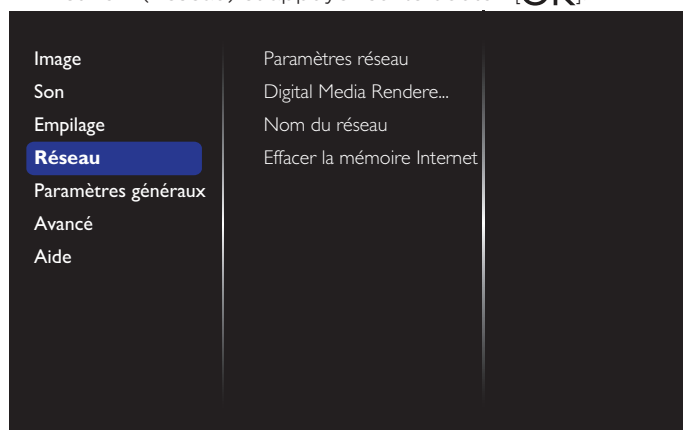 [OK]
Image
Son
Empilage
Réseau
Paramètres généraux
Avancé
Aide
Paramètres réseau
Digital Media Rendere...
Nom du réseau
Effacer la mémoire Internet